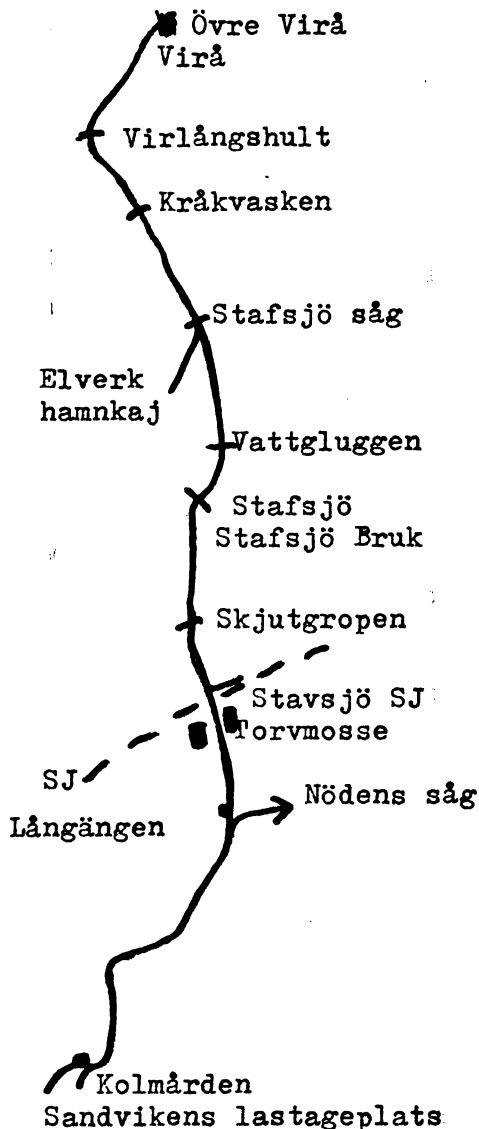 Övre Virå
Virå
Virlångshult
Kråkvasken
Stafsjö såg
Elverk
hamnkaj
Vattgluggen
Stafsjö
Stafsjö Bruk
Skjutgropen
Stavsjö SJ
Torvmosse
SJ
Nödens såg
Långängen
Kolmården
Sandvikens lastageplats